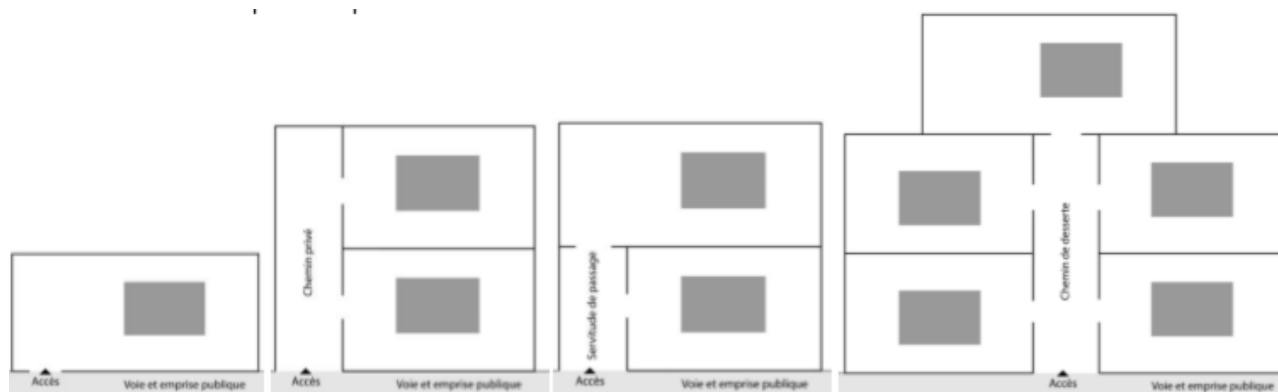 Accès
Voie et emprise publique
Chemin privé
Accès
Voie et emprise publique
Servitude de passage
Accès
Voie et emprise publique
Chemin de desserte
Accès
Voie et emprise publique